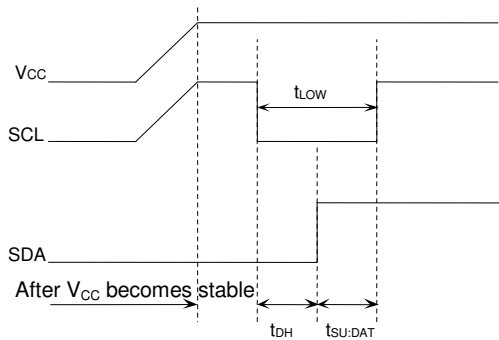 VCC
tLOW
SCL
SDA
After VCC becomes stable
tDH
tSU:DAT